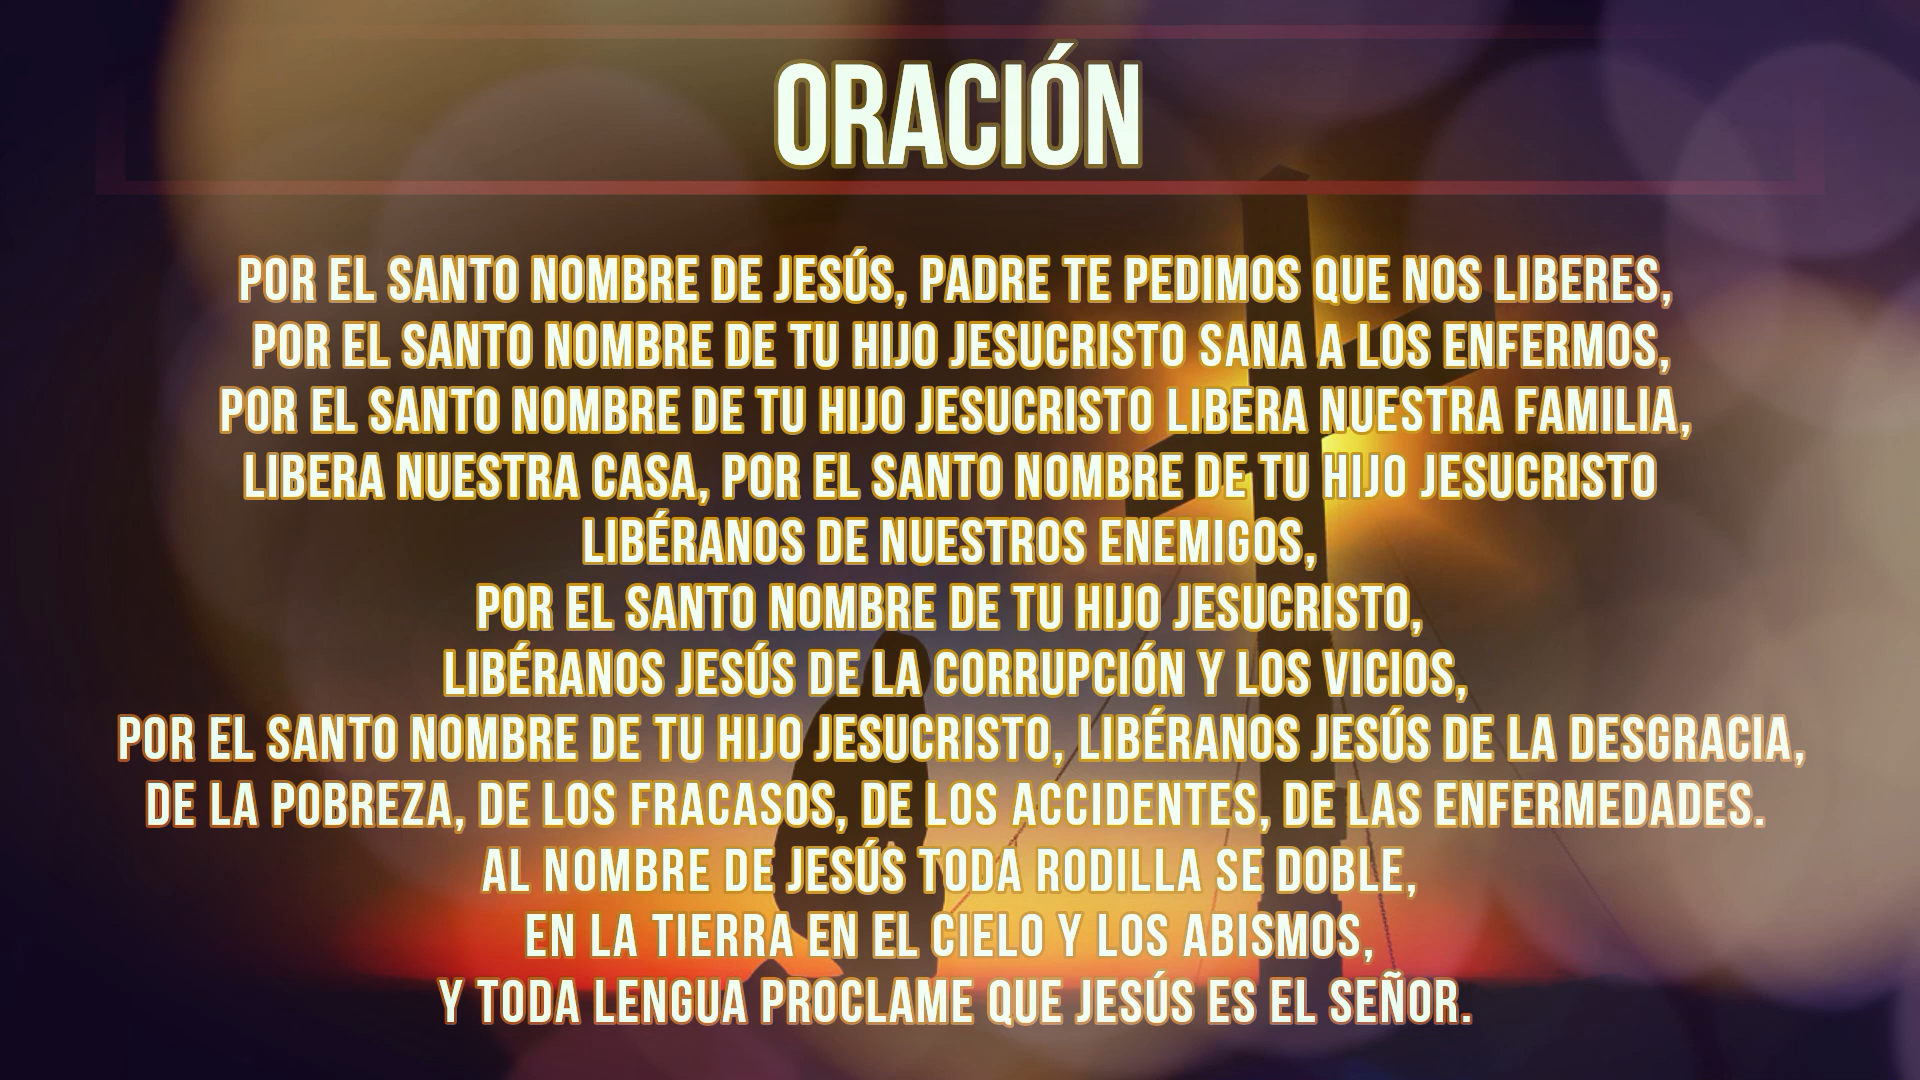 ORACIÓN
POR EL SANTO NOMBRE DE JESÚS, PADRE TE PEDIMOS QUE NOS LIBERES,
POR EL SANTO NOMBRE DE TU HIJO JESUCRISTO SANA A LOS ENFERMOS,
POR EL SANTO NOMBRE DE TU HIJO JESUCRISTO LIBERA NUESTRA FAMILIA,
LIBERA NUESTRA CASA, POR EL SANTO NOMBRE DE TU HIJO JESUCRISTO
LIBÉRANOS DE NUESTROS ENEMIGOS,
POR EL SANTO NOMBRE DE TU HIJO JESUCRISTO,
LIBÉRANOS JESÚS DE LA CORRUPCIÓN Y LOS VICIOS,
POR EL SANTO NOMBRE DE TU HIJO JESUCRISTO, LIBÉRANOS JESÚS DE LA DESGRACIA,
DE LA POBREZA, DE LOS FRACASOS, DE LOS ACCIDENTES, DE LAS ENFERMEDADES.
AL NOMBRE DE JESÚS TODA RODILLA SE DOBLE,
EN LA TIERRA EN EL CIELO Y LOS ABISMOS,
Y TODA LENGUA PROCLAME QUE JESÚS ES EL SEÑOR.